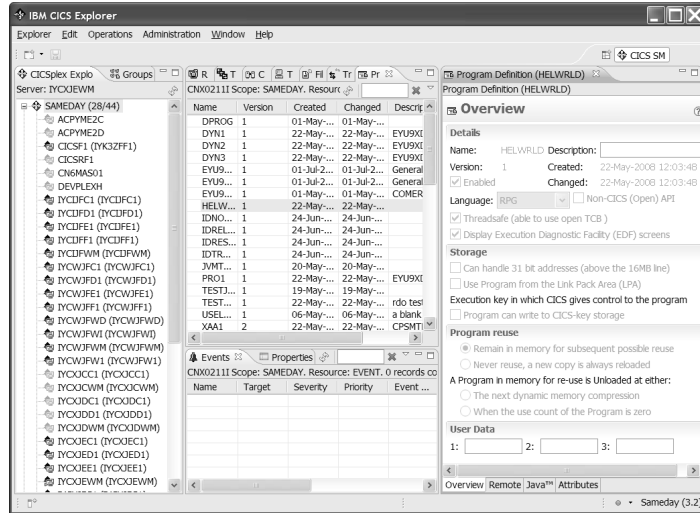 IBM CICS Explorer
Explorer Edit Operations Administration Window Help
CICS SM
CICSplex Explo Groups
Server: IYCXJEWM
SAMEDAY (28/44)
ACPYME2C
ACPYME2D
CICSF1 (IYK3ZFF1)
CICSRF1
CN6MAS01
DEVPLEXH
IYCIJFC1 (IYCIJFC1)
IYCIJFD1 (IYCIJFD1)
IYCIJFE1 (IYCIJFE1)
IYCIJFF1 (IYCIJFF1)
IYCIJFWM (IYCIJFWM)
IYCWJFC1 (IYCWJFC1)
IYCWJFD1 (IYCWJFD1)
IYCWJFE1 (IYCWJFE1)
IYCWJFF1 (IYCWJFF1)
IYCWJFWD (IYCWJFWD)
IYCWJFWI (IYCWJFWI)
IYCWJFWM (IYCWJFWM)
IYCWJFW1 (IYCWJFW1)
IYCXJCC1 (IYCXJCC1)
IYCXJCWM (IYCXJCWM)
IYCXJDC1 (IYCXJDC1)
IYCXJDD1 (IYCXJDD1)
IYCXJDWM (IYCXJDWM)
IYCXJEC1 (IYCXJEC1)
IYCXJED1 (IYCXJED1)
IYCXJEE1 (IYCXJEE1)
IYCXJEWM (IYCXJEWM)
R T C T Fil Tr Pr
CNX0211I Scope: SAMEDAY. Resourc
Name Version Created Changed Descrip
DPROG 1 01-May-... 01-May-...
DYN1 1 22-May-... 22-May-... EYU9XI
DYN2 1 22-May-... 22-May-... EYU9XI
DYN3 1 22-May-... 22-May-... EYU9XI
EYU9... 1 01-Jul-2... 01-Jul-2... General
EYU9... 1 01-Jul-2... 01-Jul-2... General
EYU9... 1 01-May-... 01-May-... COMER
HELW... 1 22-May-... 22-May-...
IDNO... 1 24-Jun-... 24-Jun-...
IDREL... 1 24-Jun-... 24-Jun-...
IDRES... 1 24-Jun-... 24-Jun-...
IDTR... 1 24-Jun-... 24-Jun-...
JVMT... 1 20-May-... 20-May-...
PRO1 1 22-May-... 22-May-... EYU9XI
TESTJ... 1 19-May-... 19-May-...
TEST... 1 22-May-... 22-May-... rdo test
USEL... 1 06-May-... 06-May-... a blank
XAA1 2 22-May-... 22-May-... CPSMTI
Events Properties
CNX0211I Scope: SAMEDAY. Resource: EVENT. 0 records co
Name Target Severity Priority Event ...
Program Definition (HELWRLD)
Program Definition (HELWRLD)
Overview
Details
Name: HELWRLD Description:
Version: 1 Created: 22-May-2008 12:03:48
Enabled Changed: 22-May-2008 12:03:48
Language: RPG Non-CICS (Open) API
Threadsafe (able to use open TCB )
Display Execution Diagnostic Facility (EDF) screens
Storage
Can handle 31 bit addresses (above the 16MB line)
Use Program from the Link Pack Area (LPA)
Execution key in which CICS gives control to the program
Program can write to CICS-key storage
Program reuse
Remain in memory for subsequent possible reuse
Never reuse, a new copy is always reloaded
A Program in memory for re-use is Unloaded at either:
The next dynamic memory compression
When the use count of the Program is zero
User Data
1: 2: 3:
Overview Remote Java™ Attributes
Sameday (3.2)